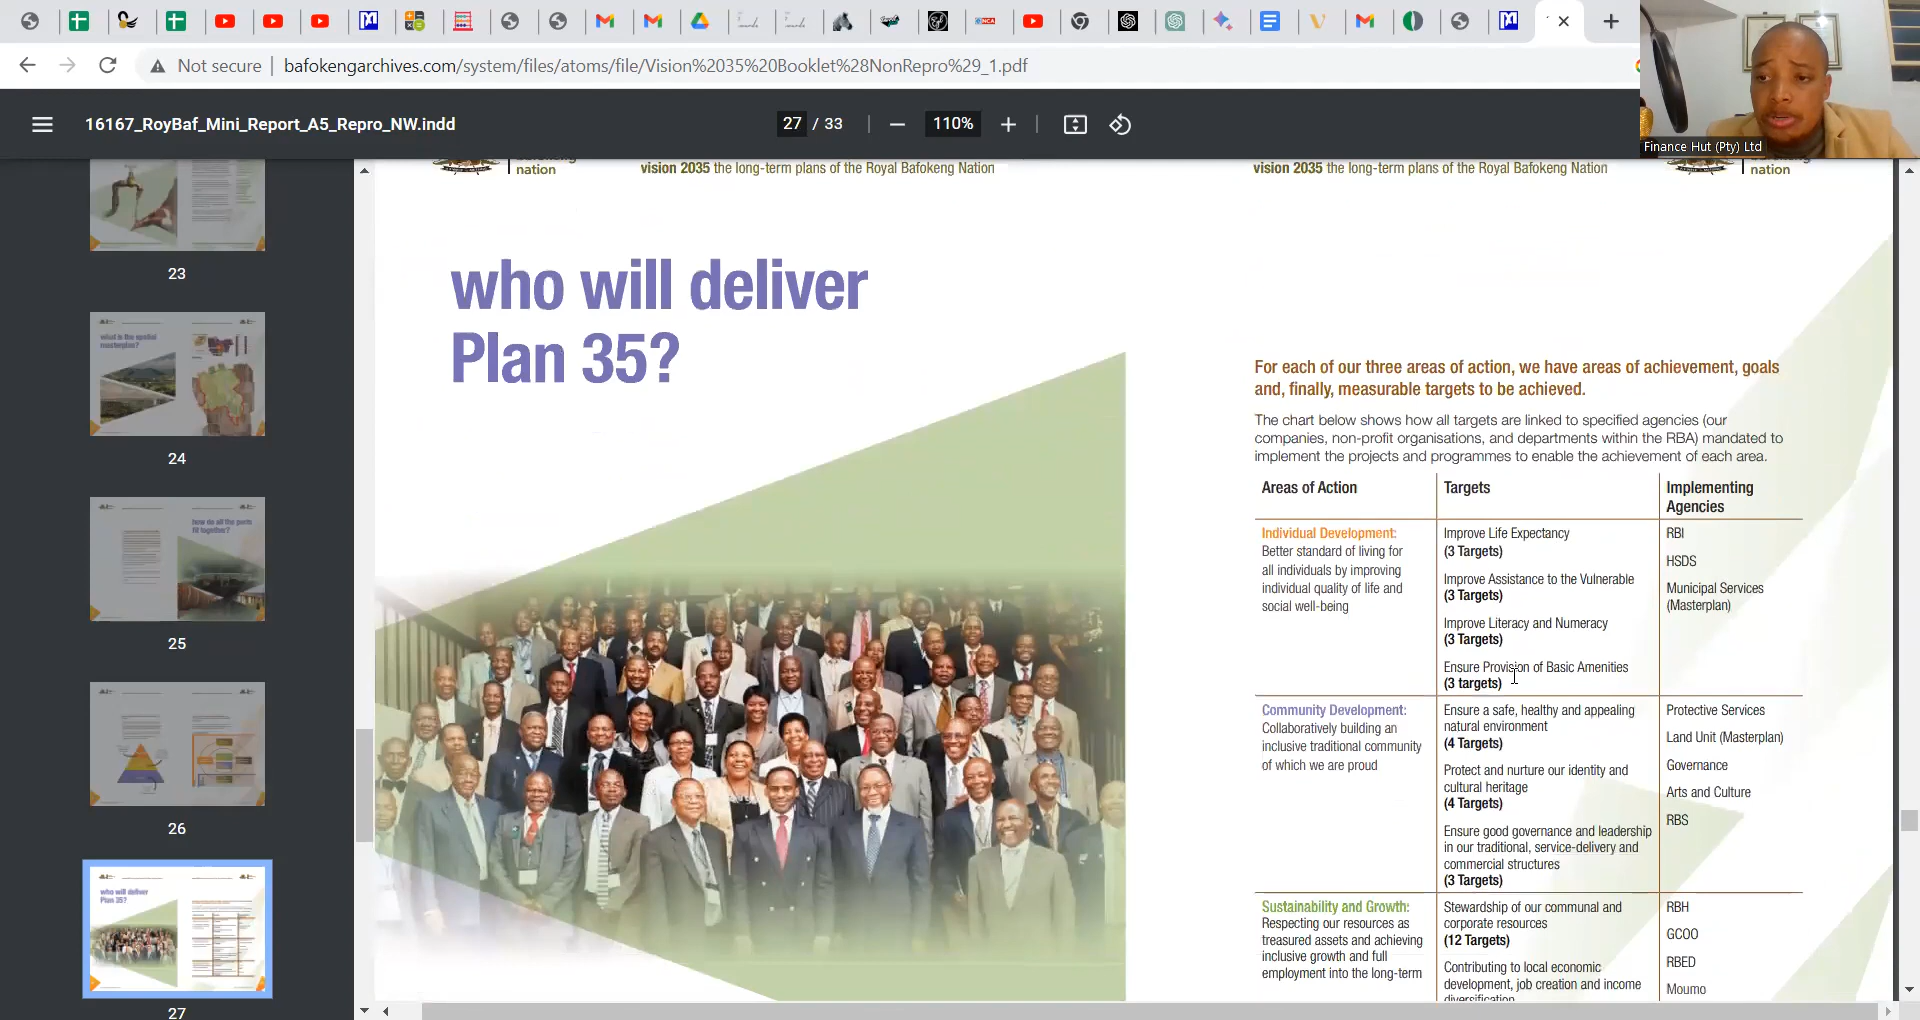 Not secure
bafokengarchives.com/system/files/atoms/file/Vision%2035%20Booklet%28NonRepro%29_1.pdf
16167_RoyBaf_Mini_Report_A5_Repro_NW.indd
27 / 33
110%
Finance Hut (Pty) Ltd
23
24
25
26
27
nation
vision 2035 the long-term plans of the Royal Bafokeng Nation
vision 2035 the long-term plans of the Royal Bafokeng Nation
nation
who will deliver
Plan 35?
For each of our three areas of action, we have areas of achievement, goals
and, finally, measurable targets to be achieved.
The chart below shows how all targets are linked to specified agencies (our
companies, non-profit organisations, and departments within the RBA) mandated to
implement the projects and programmes to enable the achievement of each area.
Areas of Action
Targets
Implementing
Agencies
Individual Development:
Better standard of living for
all individuals by improving
individual quality of life and
social well-being
Improve Life Expectancy
(3 Targets)
Improve Assistance to the Vulnerable
(3 Targets)
Improve Literacy and Numeracy
(3 Targets)
Ensure Provision of Basic Amenities
(3 targets)
RBI
HSDS
Municipal Services
(Masterplan)
Community Development:
Collaboratively building an
inclusive traditional community
of which we are proud
Ensure a safe, healthy and appealing
natural environment
(4 Targets)
Protect and nurture our identity and
cultural heritage
(4 Targets)
Ensure good governance and leadership
in our traditional, service-delivery and
commercial structures
(3 Targets)
Protective Services
Land Unit (Masterplan)
Governance
Arts and Culture
RBS
Sustainability and Growth:
Respecting our resources as
treasured assets and achieving
inclusive growth and full
employment into the long-term
Stewardship of our communal and
corporate resources
(12 Targets)
Contributing to local economic
development, job creation and income
diversification
RBH
GCOO
RBED
Moumo